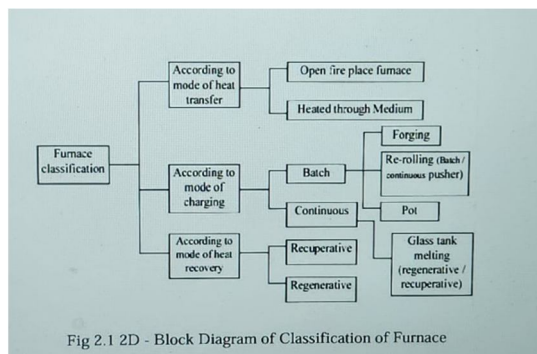 According to
mode of heat
transfer
Open fire place furnace
Heated through Medium
Furnace
classification
According to
mode of
charging
Batch
Continuous
Forging
Re-rolling (Batch /
continuous pusher)
Pot
Glass tank
melting
(regenerative /
recuperative)
According to
mode of heat
recovery
Recuperative
Regenerative
Fig 2.1 2D - Block Diagram of Classification of Furnace